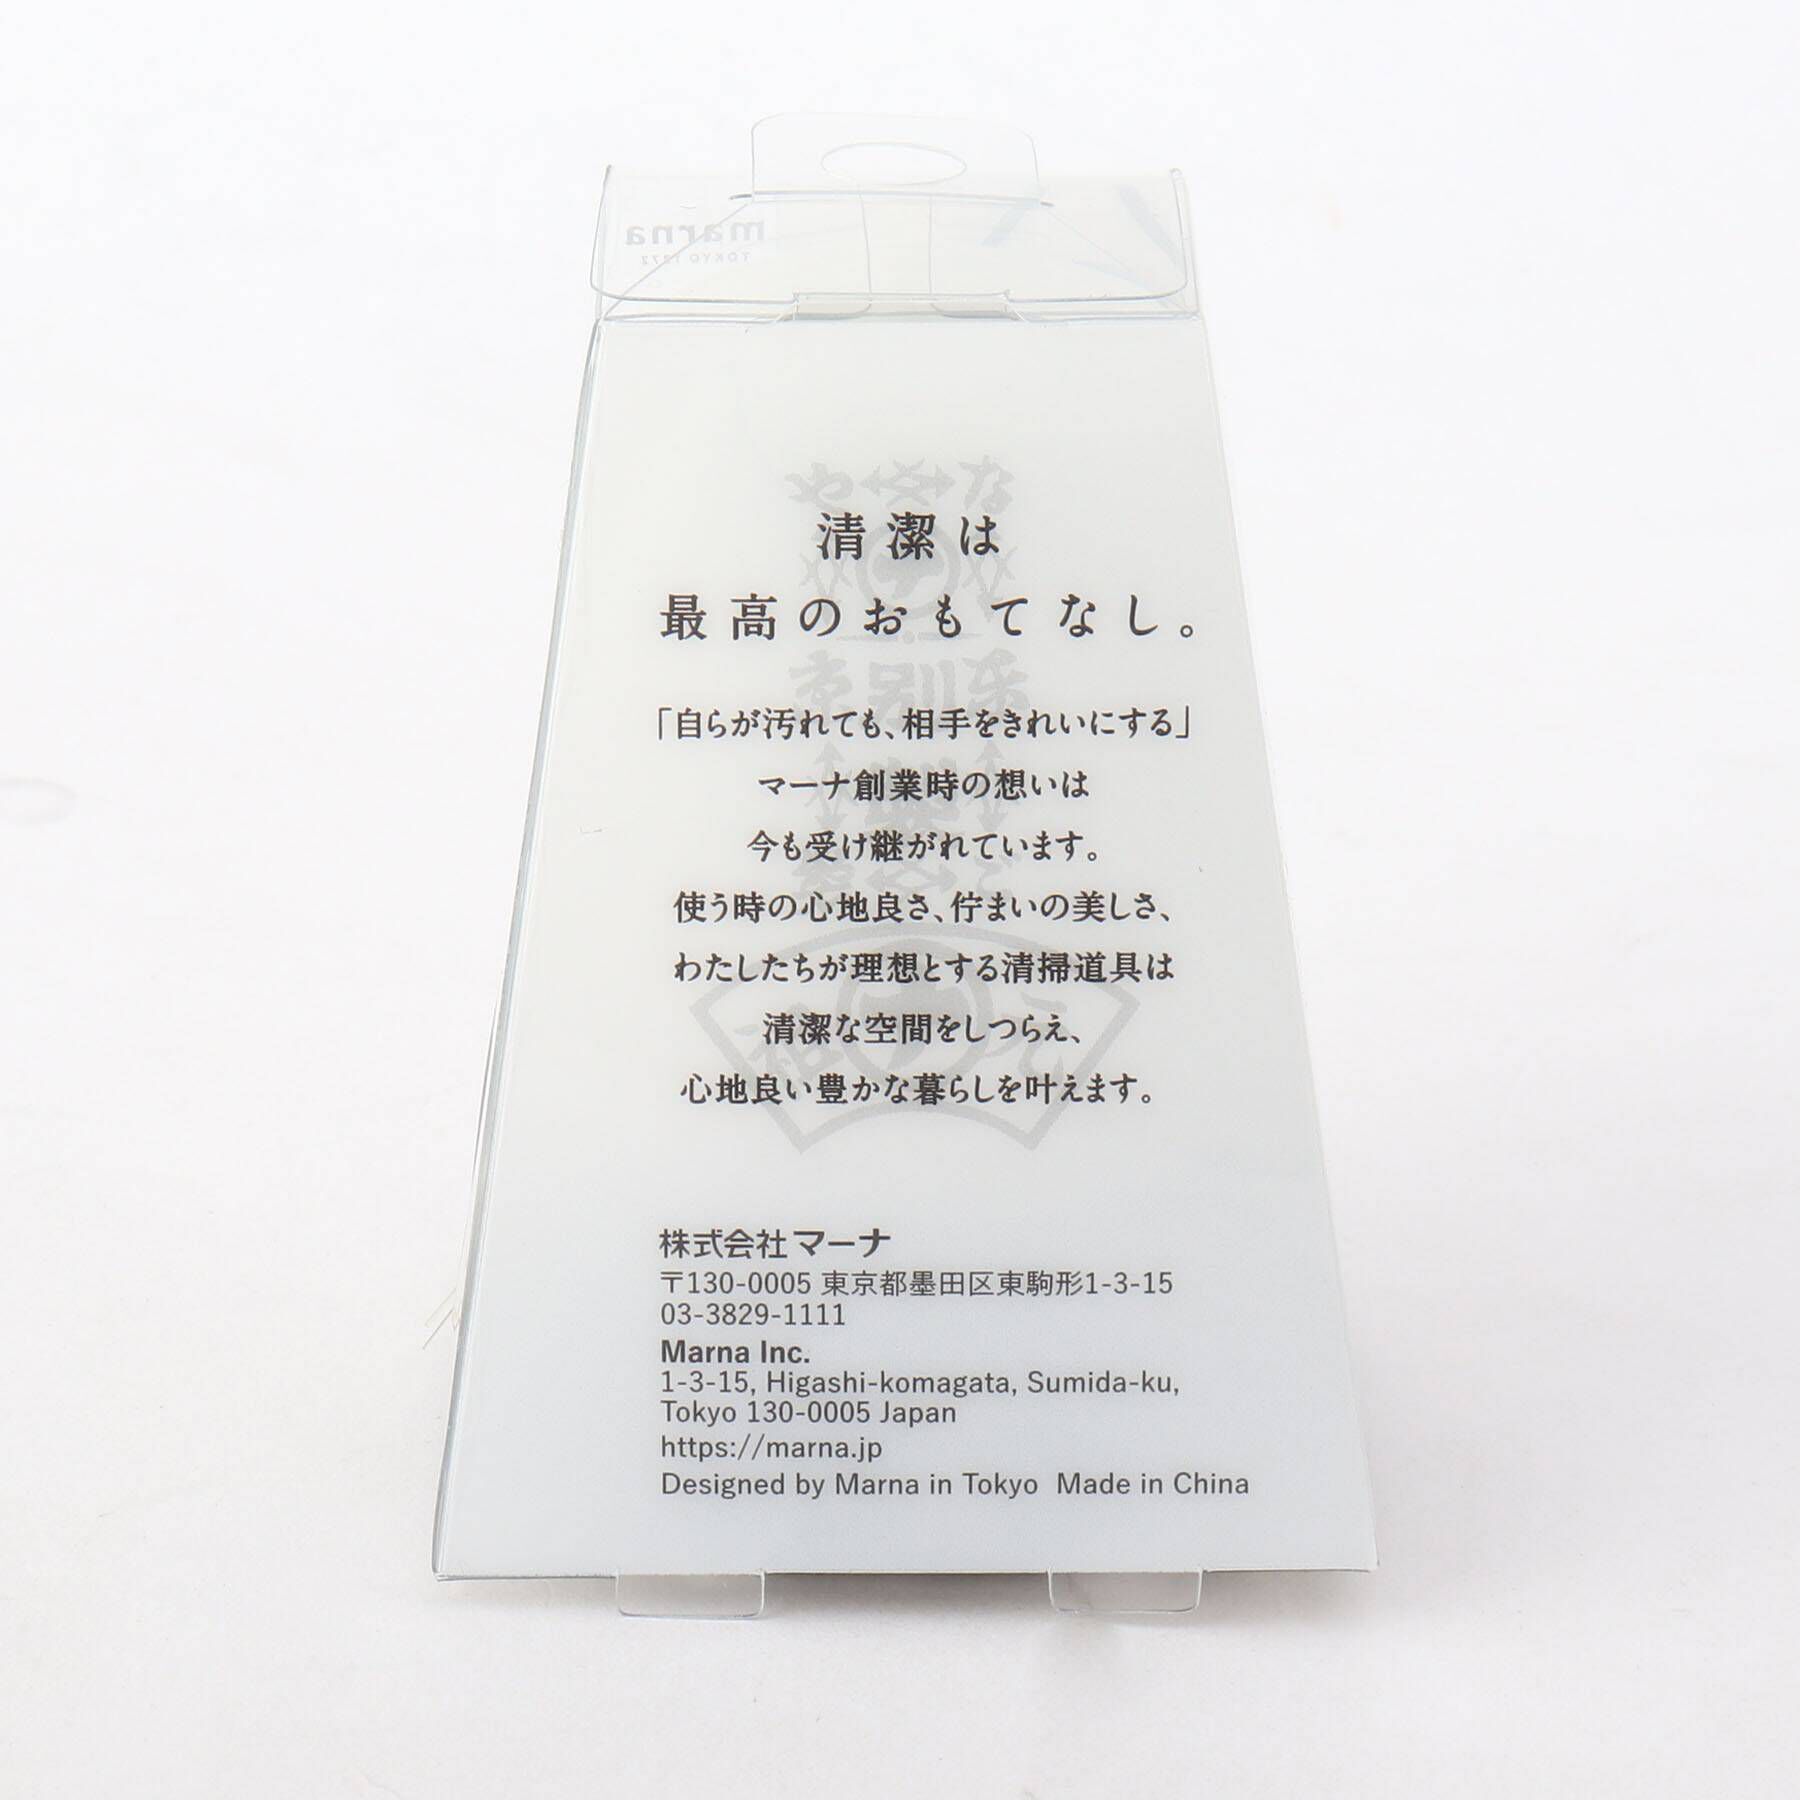 marna
TOKYO 1872
清潔は
最高のおもてなし。
「自らが汚れても、相手をきれいにする」
マーナ創業時の想いは
今も受け継がれています。
使う時の心地良さ、佇まいの美しさ、
わたしたちが理想とする清掃道具は
清潔な空間をしつらえ、
心地良い豊かな暮らしを叶えます。
株式会社マーナ
〒130-0005 東京都墨田区東駒形1-3-15
03-3829-1111
Marna Inc.
1-3-15, Higashi-komagata, Sumida-ku,
Tokyo 130-0005 Japan
https://marna.jp
Designed by Marna in Tokyo Made in China